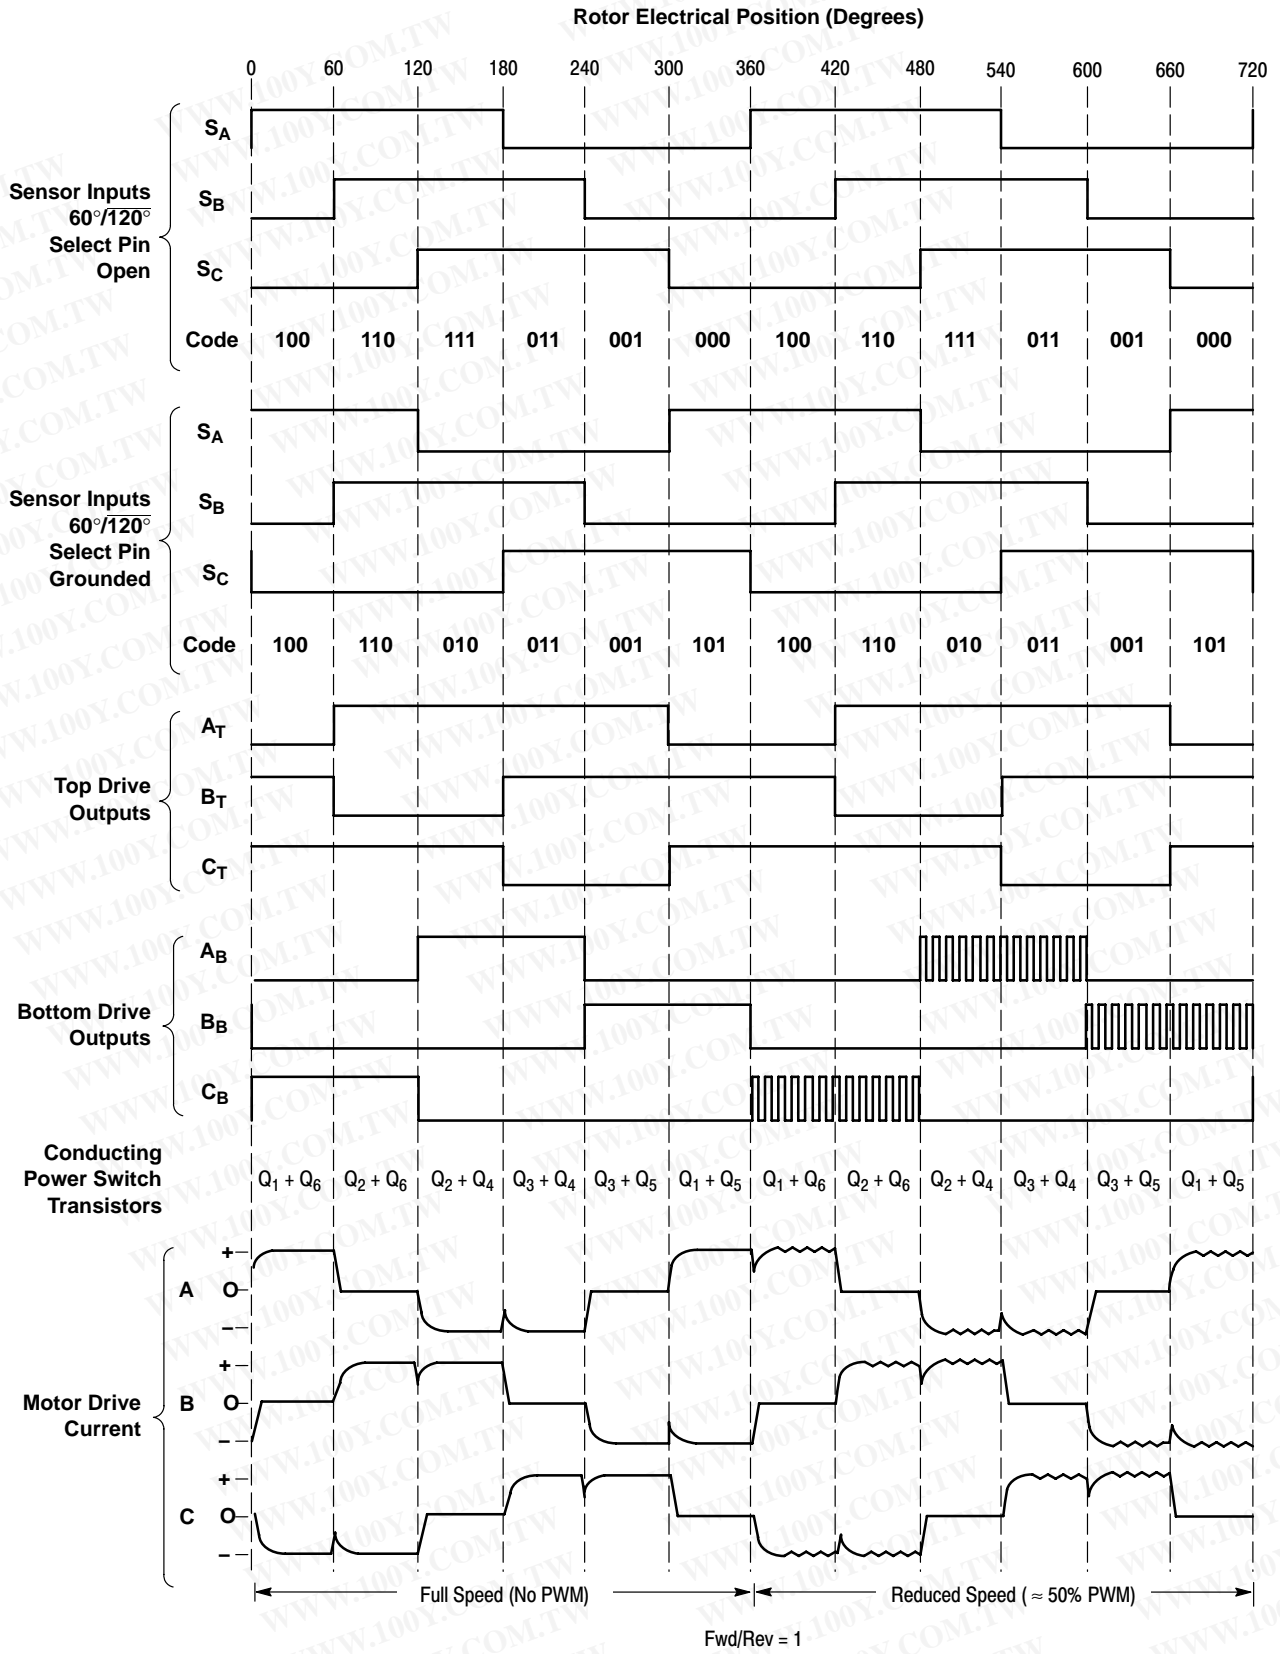 Rotor Electrical Position (Degrees)
0 60 120 180 240 300 360 420 480 540 600 660 720
Sensor Inputs
60°/120°
Select Pin
Open
SA
SB
SC
Code 100 110 111 011 001 000 100 110 111 011 001 000
Sensor Inputs
60°/120°
Select Pin
Grounded
SA
SB
SC
Code 100 110 010 011 001 101 100 110 010 011 001 101
Top Drive
Outputs
AT
BT
CT
Bottom Drive
Outputs
AB
BB
CB
Conducting
Power Switch
Transistors
Q1 + Q6 Q2 + Q6 Q2 + Q4 Q3 + Q4 Q3 + Q5 Q1 + Q5 Q1 + Q6 Q2 + Q6 Q2 + Q4 Q3 + Q4 Q3 + Q5 Q1 + Q5
Motor Drive
Current
+
A O
–
+
B O
–
+
C O
–
Full Speed (No PWM)
Reduced Speed ( ≈ 50% PWM)
Fwd/Rev = 1
WWW.100Y.COM.TW